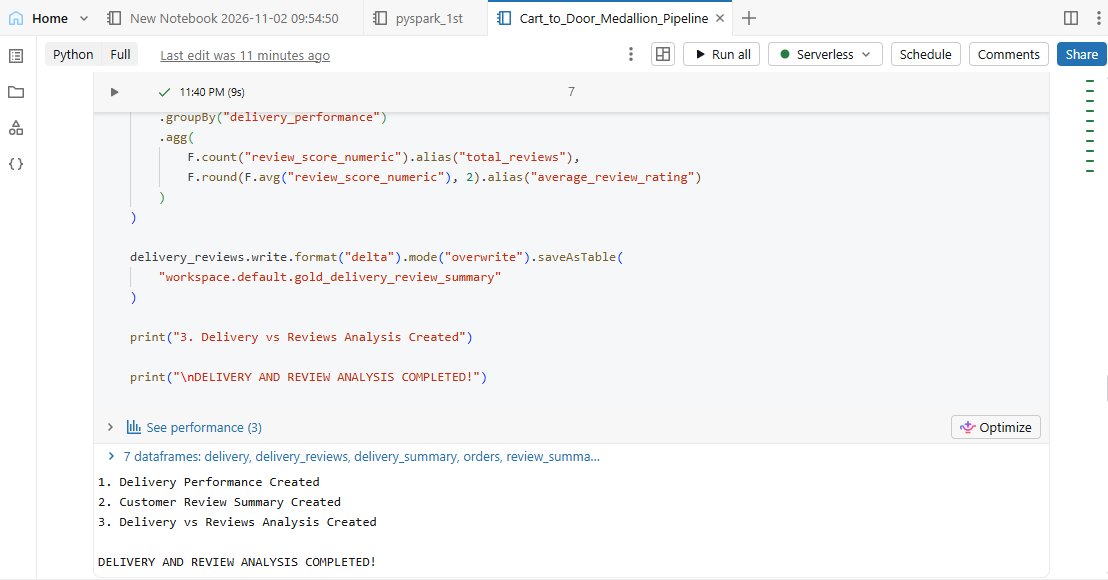 Home New Notebook 2026-11-02 09:54:50 pyspark_1st Cart_to_Door_Medallion_Pipeline
Python Full Last edit was 11 minutes ago Run all Serverless Schedule Comments Share
11:40 PM (9s) 7
.groupBy("delivery_performance")
.agg(
F.count("review_score_numeric").alias("total_reviews"),
F.round(F.avg("review_score_numeric"), 2).alias("average_review_rating")
)
)
delivery_reviews.write.format("delta").mode("overwrite").saveAsTable(
"workspace.default.gold_delivery_review_summary"
)
print("3. Delivery vs Reviews Analysis Created")
print("\nDELIVERY AND REVIEW ANALYSIS COMPLETED!")
See performance (3) Optimize
7 dataframes: delivery, delivery_reviews, delivery_summary, orders, review_summa...
1. Delivery Performance Created
2. Customer Review Summary Created
3. Delivery vs Reviews Analysis Created
DELIVERY AND REVIEW ANALYSIS COMPLETED!